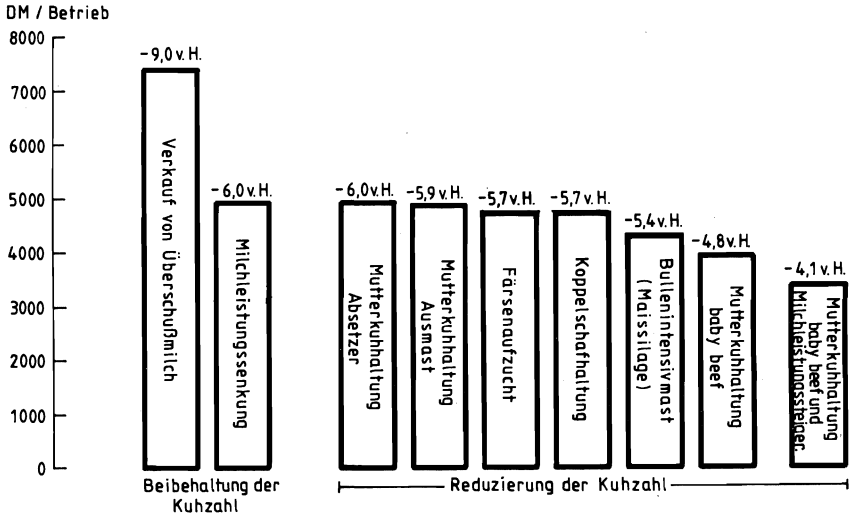 DM / Betrieb
8000
7000
6000
5000
4000
3000
2000
1000
0
-9,0 v. H.
Verkauf von Überschußmilch
-6,0 v. H.
Milchleistungssenkung
-6,0 v. H.
Mutterkuhhaltung
Absetzer
-5,9 v. H.
Mutterkuhhaltung
Ausmast
-5,7 v. H.
Färsenaufzucht
-5,7 v. H.
Koppelschafhaltung
-5,4 v. H.
Bullenintensivmast
(Maissilage)
-4,8 v. H.
Mutterkuhhaltung
baby beef
-4,1 v. H.
Mutterkuhhaltung
baby beef und
Milchleistungssteiger.
Beibehaltung der
Kuhzahl
Reduzierung der Kuhzahl